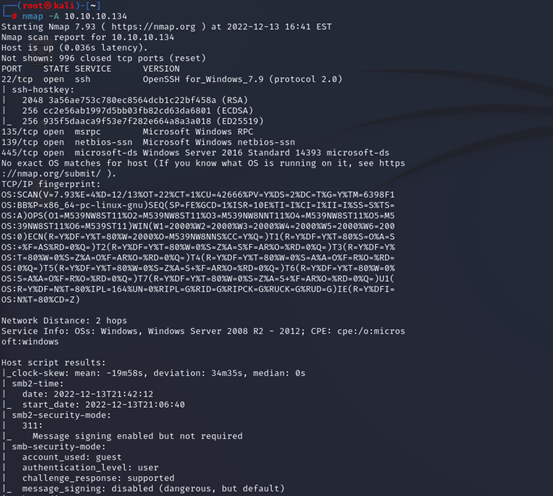 ┌──(root㉿kali)-[~]
└─# nmap -A 10.10.10.134
Starting Nmap 7.93 ( https://nmap.org ) at 2022-12-13 16:41 EST
Nmap scan report for 10.10.10.134
Host is up (0.036s latency).
Not shown: 996 closed tcp ports (reset)
PORT    STATE SERVICE      VERSION
22/tcp  open  ssh          OpenSSH for_Windows_7.9 (protocol 2.0)
| ssh-hostkey:
|   2048 3a56ae753c780ec8564dcb1c22bf458a (RSA)
|   256 cc2e56ab1997d5bb03fb82cd63da6801 (ECDSA)
|_  256 935f5daaca9f53e7f282e664a8a3a018 (ED25519)
135/tcp open  msrpc        Microsoft Windows RPC
139/tcp open  netbios-ssn  Microsoft Windows netbios-ssn
445/tcp open  microsoft-ds Windows Server 2016 Standard 14393 microsoft-ds
No exact OS matches for host (If you know what OS is running on it, see https
://nmap.org/submit/ ).
TCP/IP fingerprint:
OS:SCAN(V=7.93%E=4%D=12/13%OT=22%CT=1%CU=42666%PV=Y%DS=2%DC=T%G=Y%TM=6398F1
OS:BB%P=x86_64-pc-linux-gnu)SEQ(SP=FE%GCD=1%ISR=10E%TI=I%CI=I%II=I%SS=S%TS=
OS:A)OPS(O1=M539NW8ST11%O2=M539NW8ST11%O3=M539NW8NNT11%O4=M539NW8ST11%O5=M5
OS:39NW8ST11%O6=M539ST11)WIN(W1=2000%W2=2000%W3=2000%W4=2000%W5=2000%W6=200
OS:0)ECN(R=Y%DF=Y%T=80%W=2000%O=M539NW8NNS%CC=Y%Q=)T1(R=Y%DF=Y%T=80%S=O%A=S
OS:+%F=AS%RD=0%Q=)T2(R=Y%DF=Y%T=80%W=0%S=Z%A=S%F=AR%O=%RD=0%Q=)T3(R=Y%DF=Y%
OS:T=80%W=0%S=Z%A=O%F=AR%O=%RD=0%Q=)T4(R=Y%DF=Y%T=80%W=0%S=A%A=O%F=R%O=%RD=
OS:0%Q=)T5(R=Y%DF=Y%T=80%W=0%S=Z%A=S+%F=AR%O=%RD=0%Q=)T6(R=Y%DF=Y%T=80%W=0%
OS:S=A%A=O%F=R%O=%RD=0%Q=)T7(R=Y%DF=Y%T=80%W=0%S=Z%A=S+%F=AR%O=%RD=0%Q=)U1(
OS:R=Y%DF=N%T=80%IPL=164%UN=0%RIPL=G%RID=G%RIPCK=G%RUCK=G%RUD=G)IE(R=Y%DFI=
OS:N%T=80%CD=Z)
Network Distance: 2 hops
Service Info: OSs: Windows, Windows Server 2008 R2 - 2012; CPE: cpe:/o:micros
oft:windows
Host script results:
|_clock-skew: mean: -19m58s, deviation: 34m35s, median: 0s
| smb2-time:
|   date: 2022-12-13T21:42:12
|_  start_date: 2022-12-13T21:06:40
| smb2-security-mode:
|   311:
|_    Message signing enabled but not required
| smb-security-mode:
|   account_used: guest
|   authentication_level: user
|   challenge_response: supported
|_  message_signing: disabled (dangerous, but default)